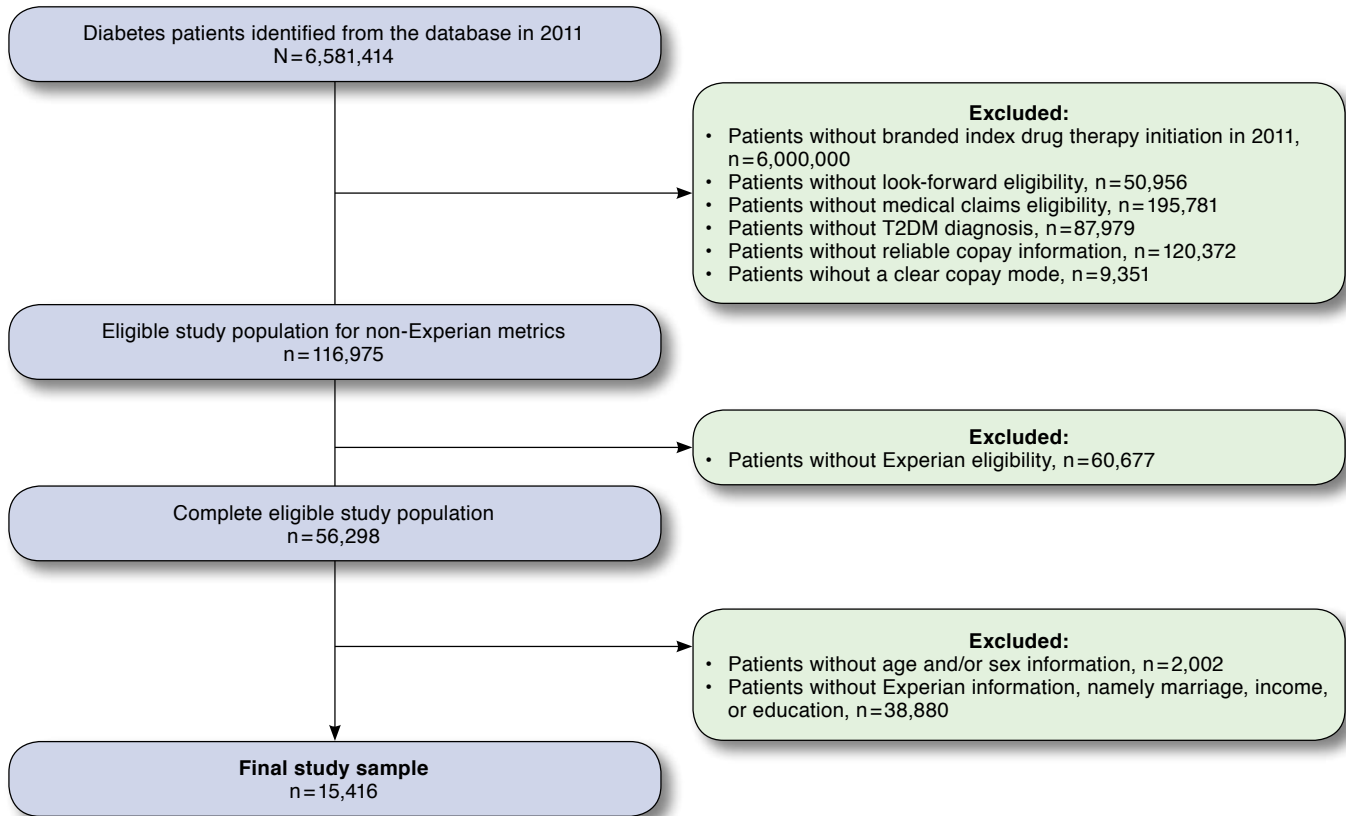 Diabetes patients identified from the database in 2011
N=6,581,414
Excluded:
• Patients without branded index drug therapy initiation in 2011,
n=6,000,000
• Patients without look-forward eligibility, n=50,956
• Patients without medical claims eligibility, n=195,781
• Patients without T2DM diagnosis, n=87,979
• Patients without reliable copay information, n=120,372
• Patients wihout a clear copay mode, n=9,351
Eligible study population for non-Experian metrics
n=116,975
Excluded:
• Patients without Experian eligibility, n=60,677
Complete eligible study population
n=56,298
Excluded:
• Patients without age and/or sex information, n=2,002
• Patients without Experian information, namely marriage, income,
or education, n=38,880
Final study sample
n=15,416